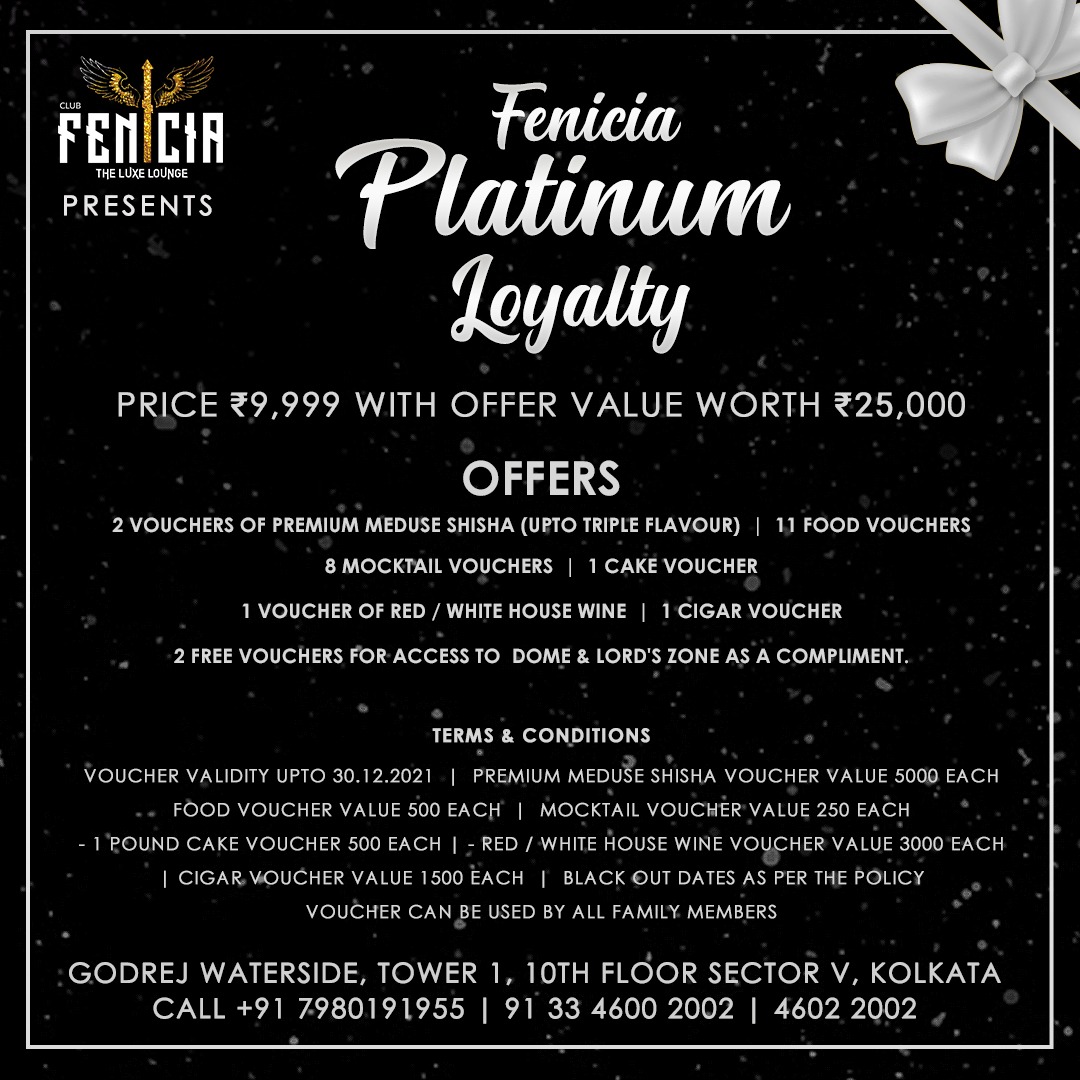 CLUB
FENICIA
THE LUXE LOUNGE
PRESENTS
Fenicia
Platinum
Loyalty
PRICE ₹9,999 WITH OFFER VALUE WORTH ₹25,000
OFFERS
2 VOUCHERS OF PREMIUM MEDUSE SHISHA (UPTO TRIPLE FLAVOUR) | 11 FOOD VOUCHERS
8 MOCKTAIL VOUCHERS | 1 CAKE VOUCHER
1 VOUCHER OF RED / WHITE HOUSE WINE | 1 CIGAR VOUCHER
2 FREE VOUCHERS FOR ACCESS TO DOME & LORD'S ZONE AS A COMPLIMENT.
TERMS & CONDITIONS
VOUCHER VALIDITY UPTO 30.12.2021 | PREMIUM MEDUSE SHISHA VOUCHER VALUE 5000 EACH
FOOD VOUCHER VALUE 500 EACH | MOCKTAIL VOUCHER VALUE 250 EACH
- 1 POUND CAKE VOUCHER 500 EACH | - RED / WHITE HOUSE WINE VOUCHER VALUE 3000 EACH
| CIGAR VOUCHER VALUE 1500 EACH | BLACK OUT DATES AS PER THE POLICY
VOUCHER CAN BE USED BY ALL FAMILY MEMBERS
GODREJ WATERSIDE, TOWER 1, 10TH FLOOR SECTOR V, KOLKATA
CALL +91 7980191955 | 91 33 4600 2002 | 4602 2002